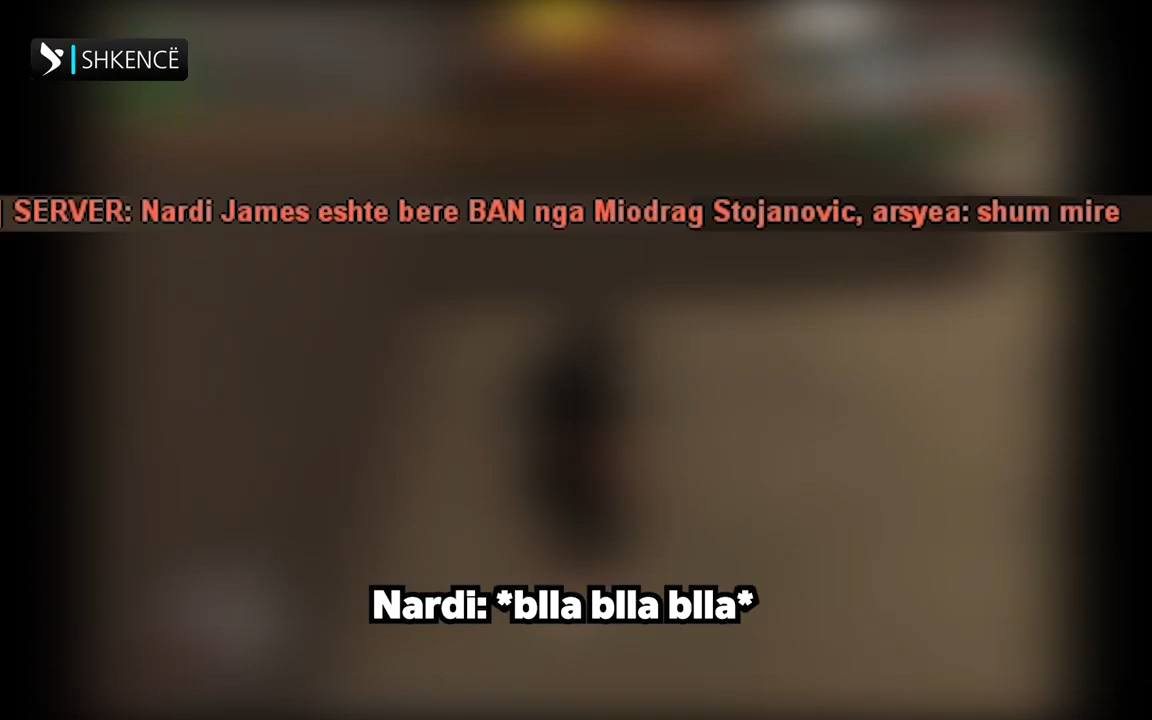 SHKENCË
SERVER: Nardi James eshte bere BAN nga Miodrag Stojanovic, arsyea: shum mire
Nardi: *blla blla blla*